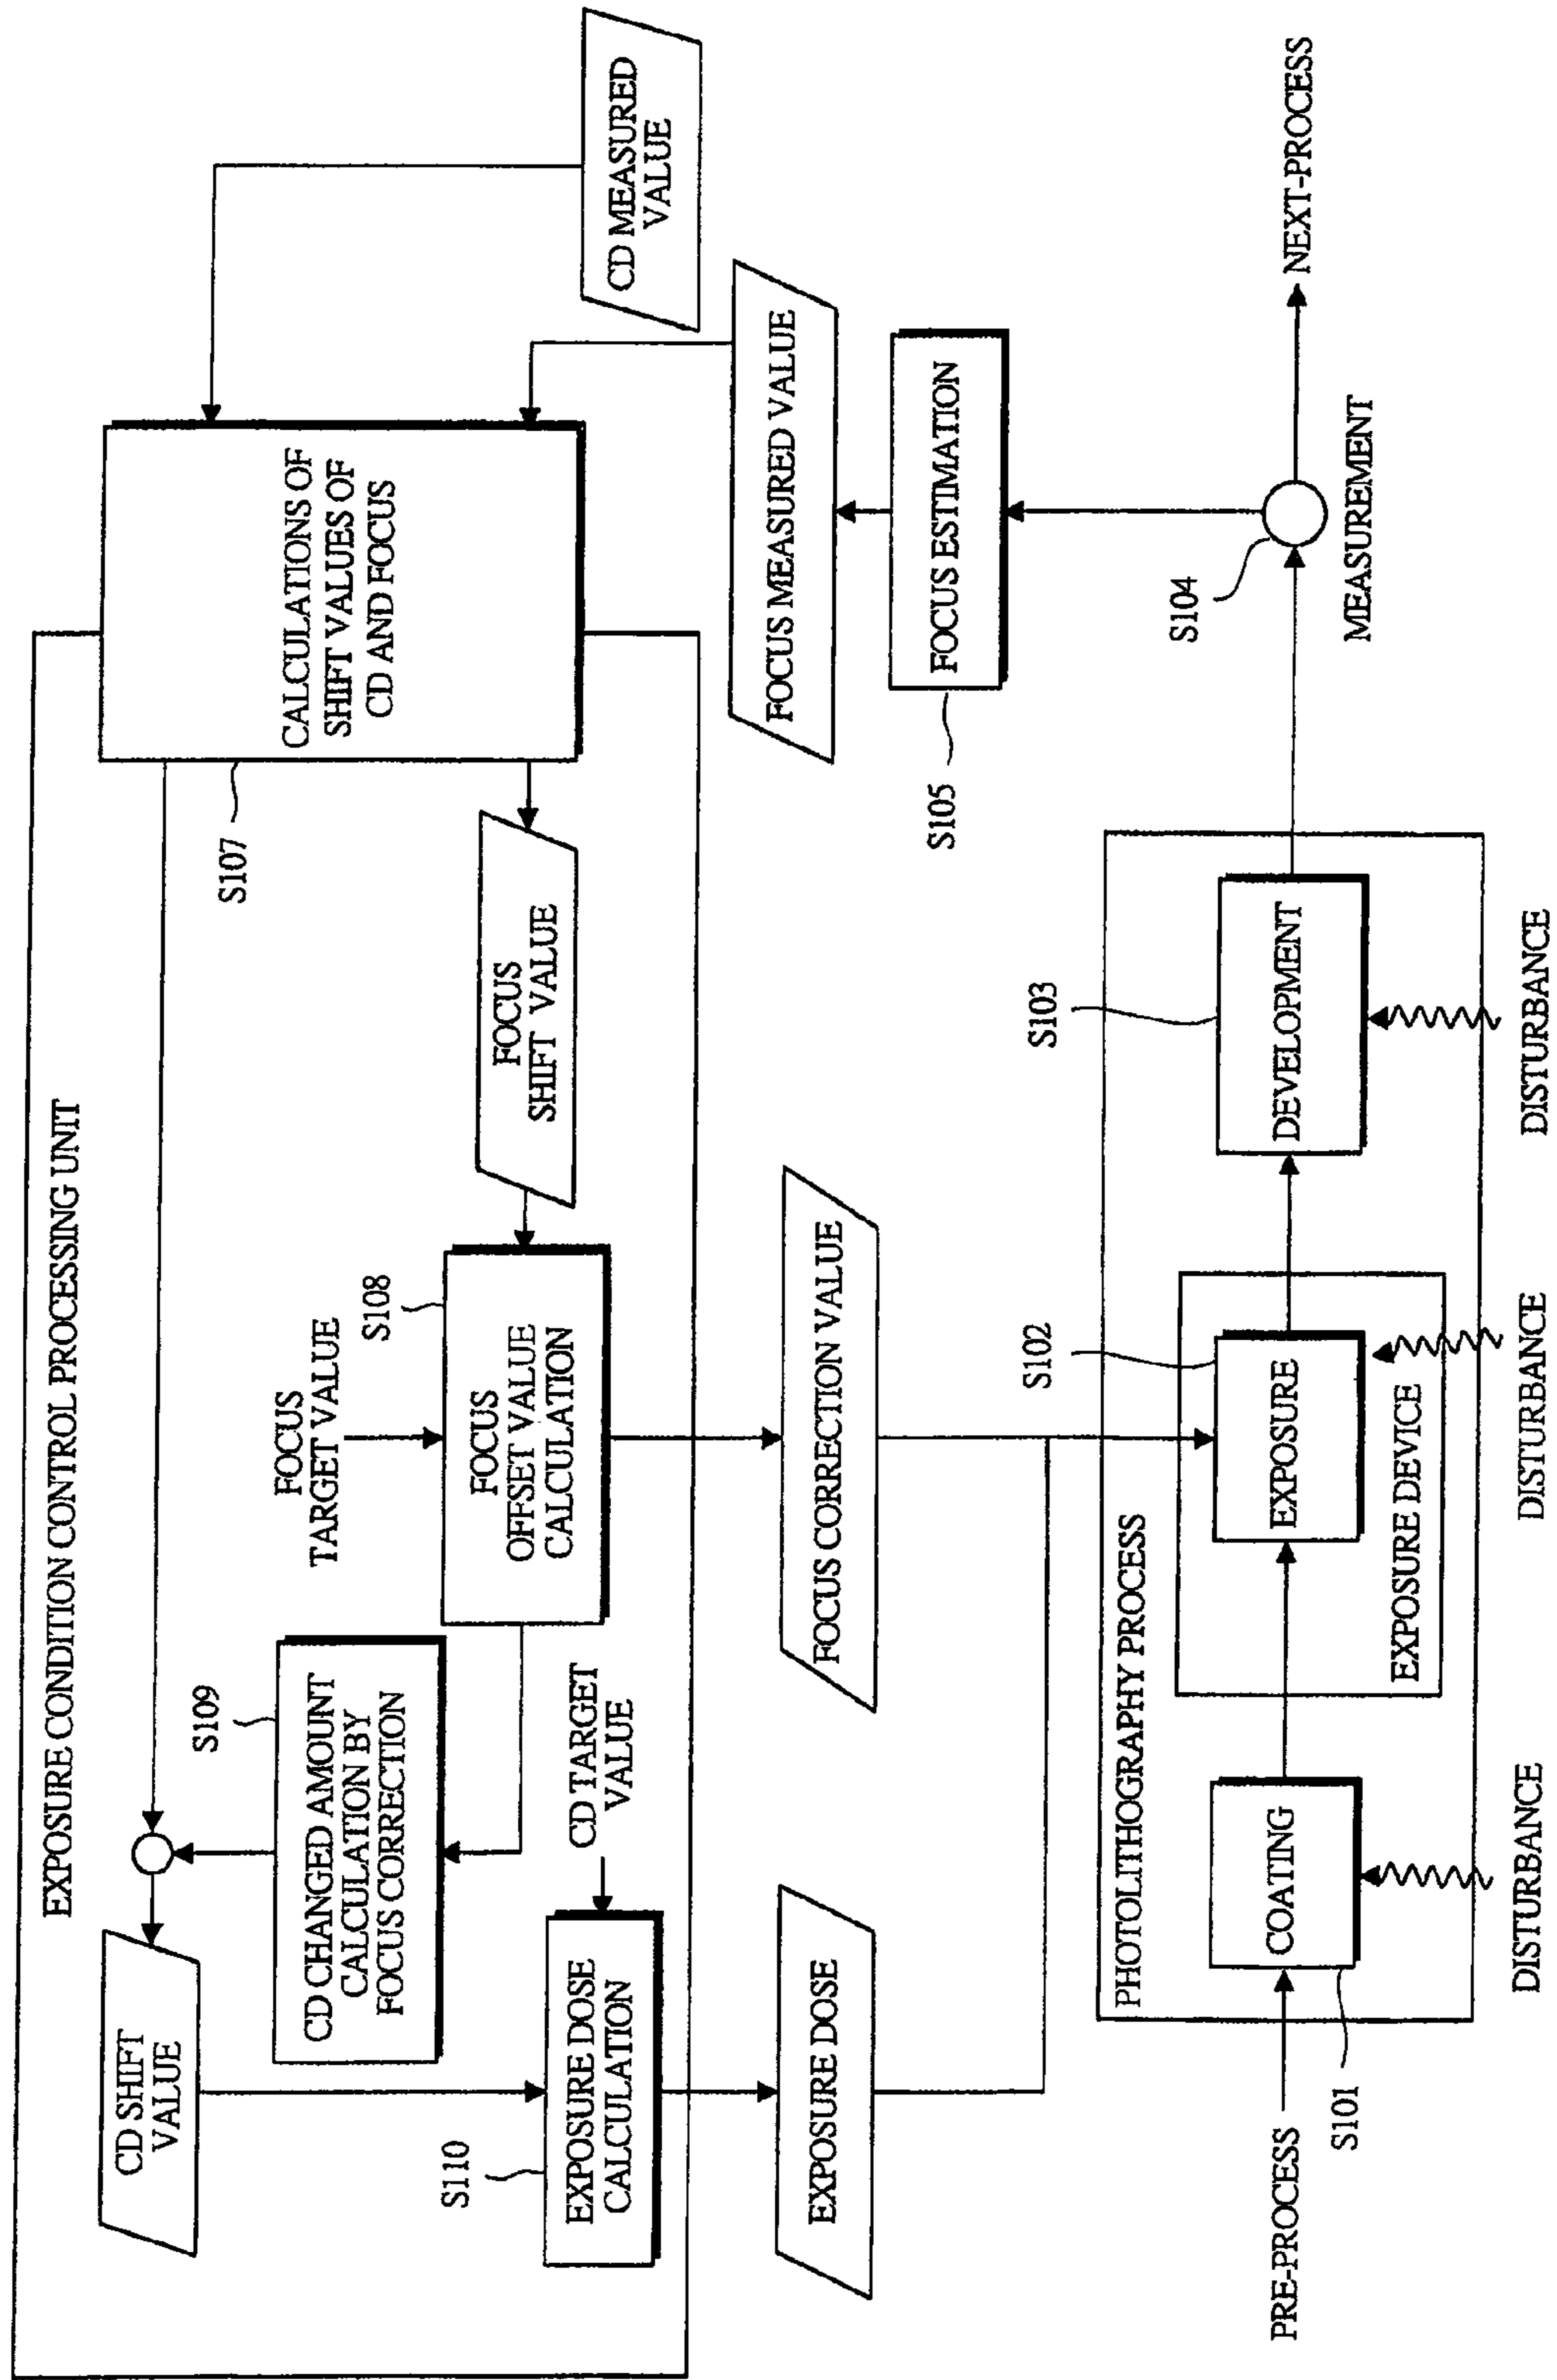 EXPOSURE CONDITION CONTROL PROCESSING UNIT
CD SHIFT
VALUE
S109
CD CHANGED AMOUNT
CALCULATION BY
FOCUS CORRECTION
FOCUS
TARGET VALUE
S108
FOCUS
OFFSET VALUE
CALCULATION
FOCUS
SHIFT VALUE
S107
CALCULATIONS OF
SHIFT VALUES OF
CD AND FOCUS
CD MEASURED
VALUE
S110
EXPOSURE DOSE
CALCULATION
CD TARGET
VALUE
EXPOSURE DOSE
FOCUS CORRECTION VALUE
FOCUS MEASURED VALUE
S105
FOCUS ESTIMATION
PHOTOLITHOGRAPHY PROCESS
PRE-PROCESS
S101
COATING
S102
EXPOSURE
EXPOSURE DEVICE
S103
DEVELOPMENT
S104
MEASUREMENT
NEXT-PROCESS
DISTURBANCE
DISTURBANCE
DISTURBANCE